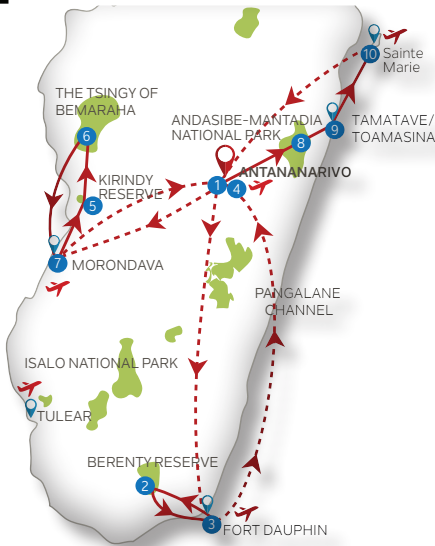 10
Sainte
Marie
THE TSINGY OF
BEMARAHA
6
ANDASIBE-MANTADIA
NATIONAL PARK
8
9
TAMATAVE/
TOAMASINA
KIRINDY
RESERVE
5
1
4
ANTANANARIVO
7
MORONDAVA
PANGALANE
CHANNEL
ISALO NATIONAL PARK
TULEAR
BERENTY RESERVE
2
3
FORT DAUPHIN